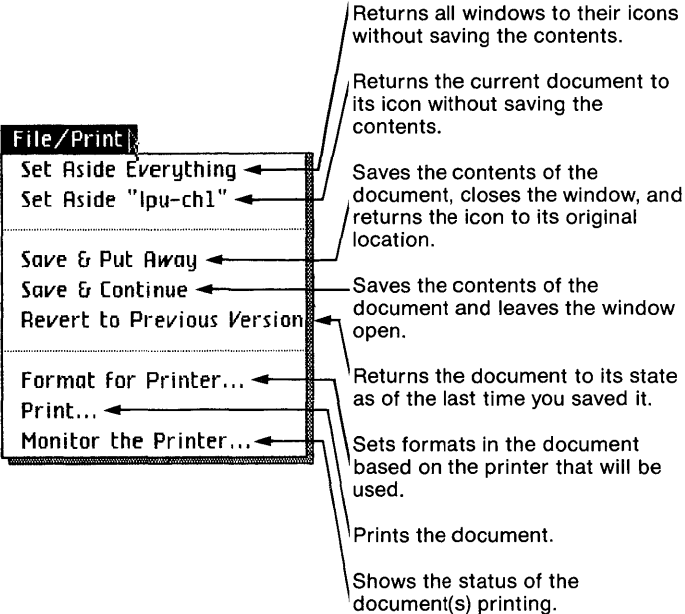 File/Print
Set Aside Everything
Set Aside "lpu-ch1"
Save & Put Away
Save & Continue
Revert to Previous Version
Format for Printer...
Print...
Monitor the Printer...
Returns all windows to their icons
without saving the contents.
Returns the current document to
its icon without saving the
contents.
Saves the contents of the
document, closes the window, and
returns the icon to its original
location.
Saves the contents of the
document and leaves the window
open.
Returns the document to its state
as of the last time you saved it.
Sets formats in the document
based on the printer that will be
used.
Prints the document.
Shows the status of the
document(s) printing.